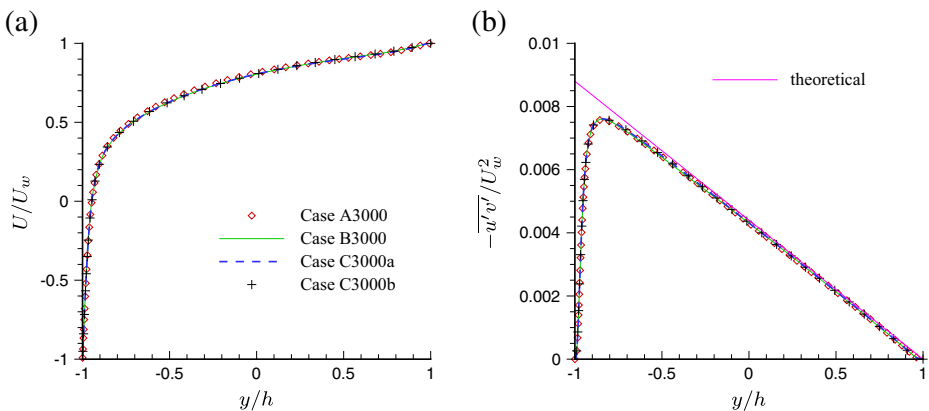 (a)
1
0.5
0
-0.5
-1
U/U_w
-1 -0.5 0 0.5 1
y/h
Case A3000
Case B3000
Case C3000a
Case C3000b
(b)
0.01
0.008
0.006
0.004
0.002
0
-\overline{u'v'}/U_w^2
-1 -0.5 0 0.5 1
y/h
theoretical